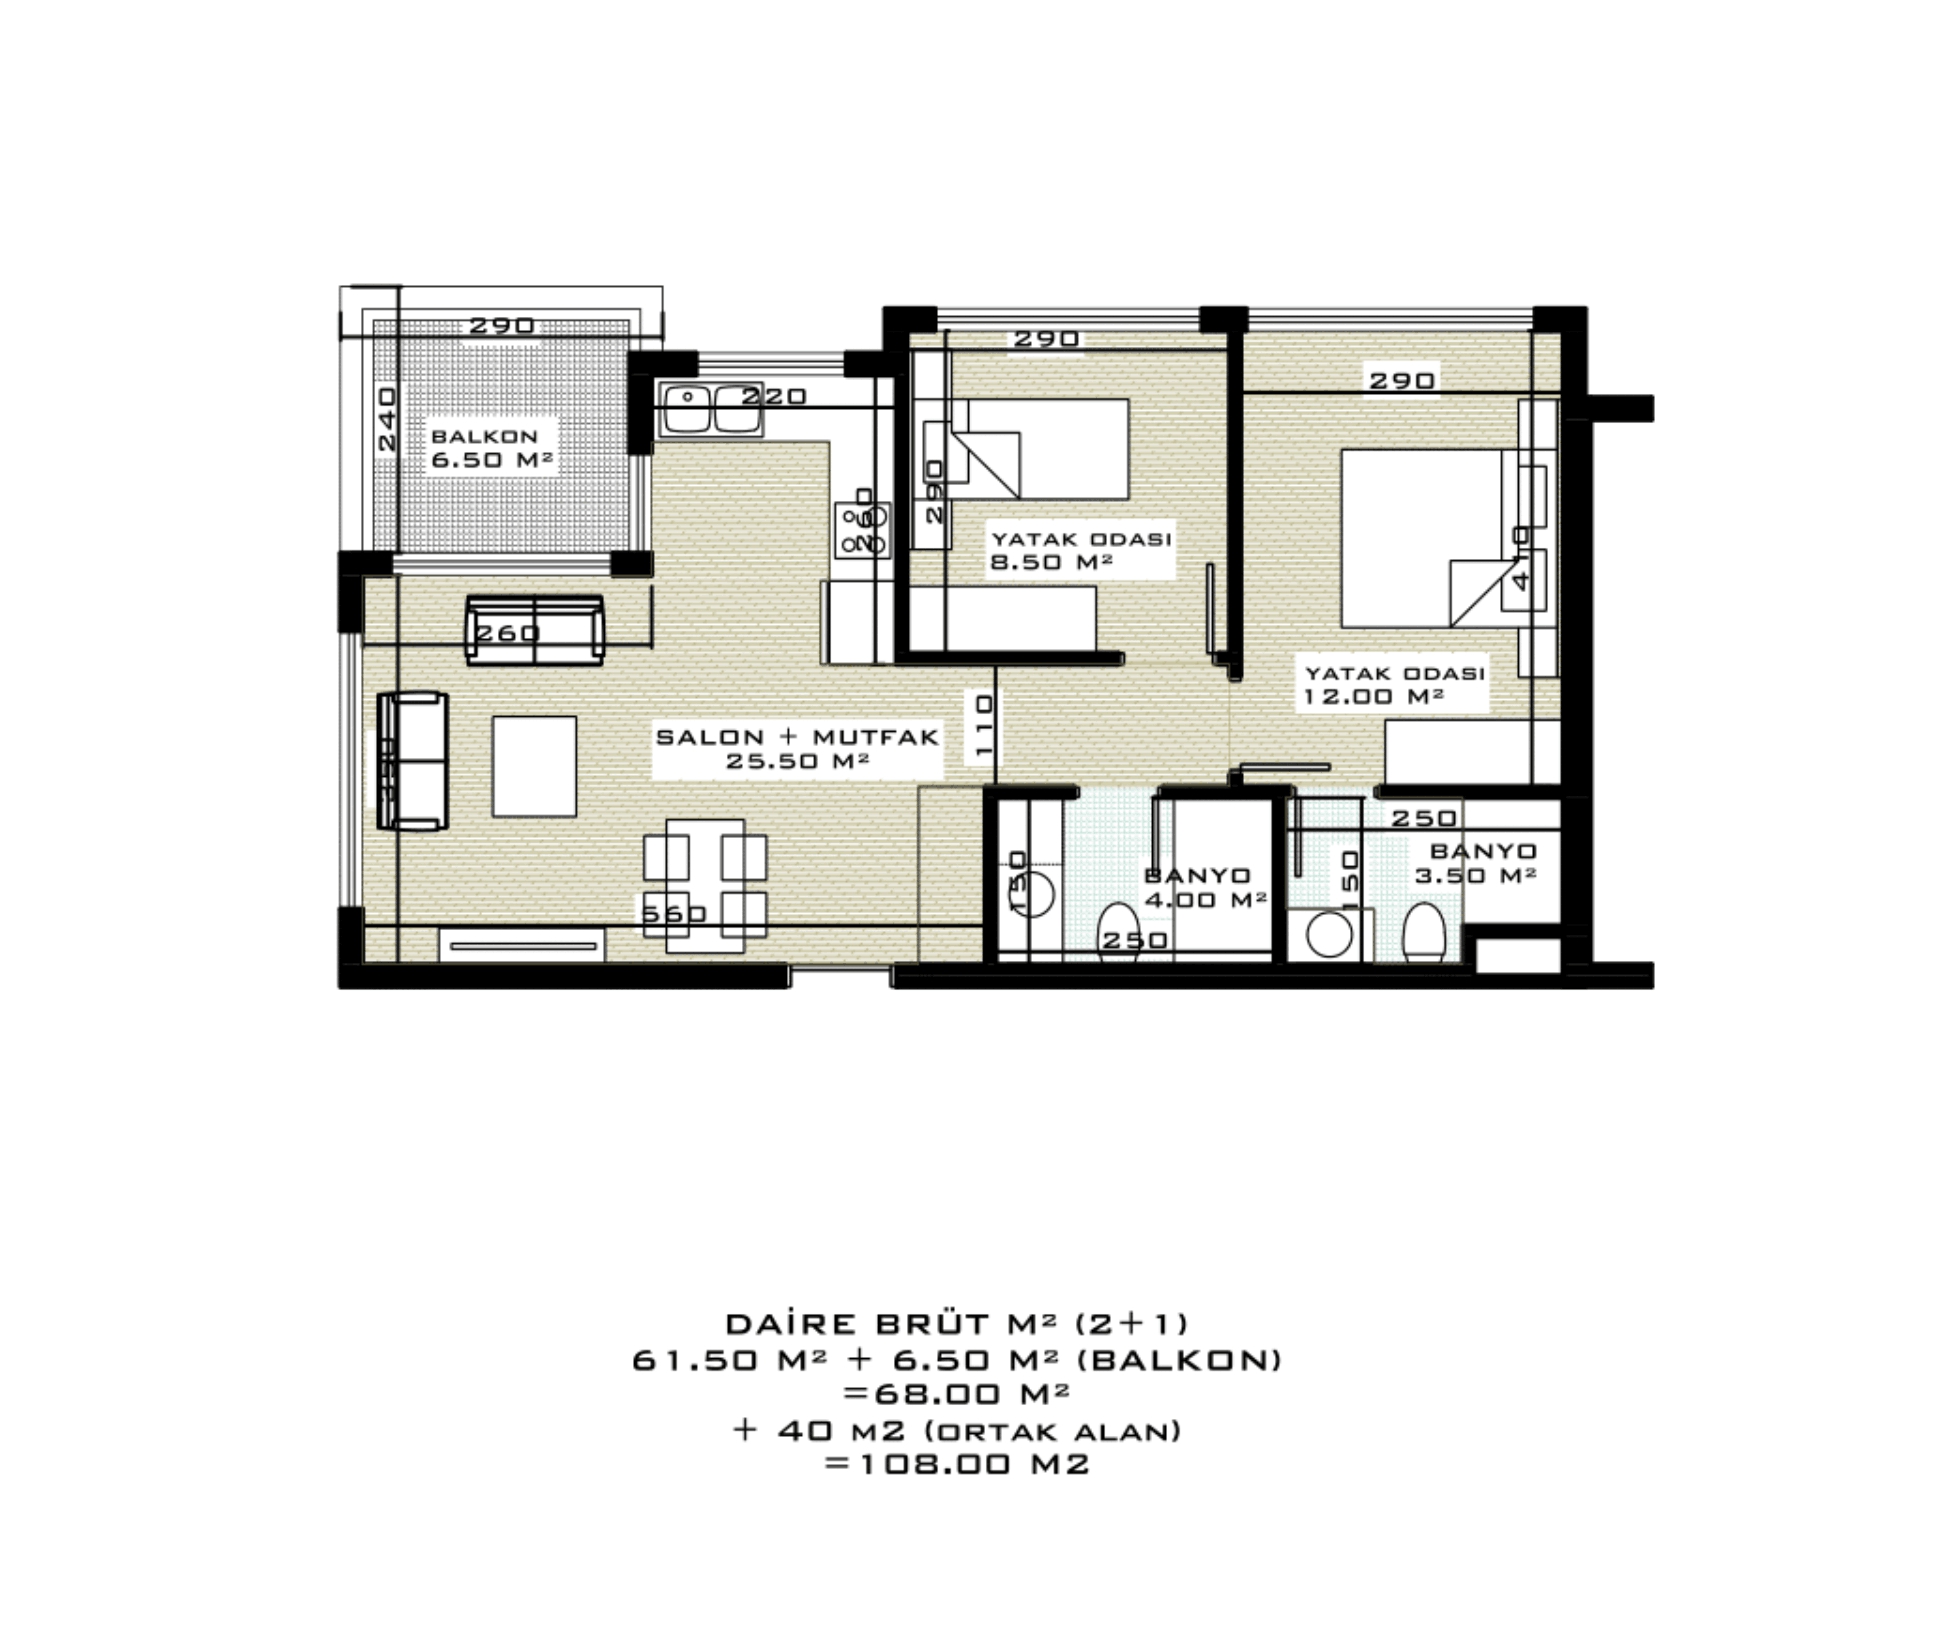 290
290
290
240
220
BALKON
6.50 M²
290
260
YATAK ODASI
8.50 M²
410
260
YATAK ODASI
12.00 M²
110
SALON + MUTFAK
25.50 M²
350
250
150
BANYO
4.00 M²
150
BANYO
3.50 M²
560
250
DAİRE BRÜT M² (2+1)
61.50 M² + 6.50 M² (BALKON)
=68.00 M²
+ 40 M2 (ORTAK ALAN)
=108.00 M2